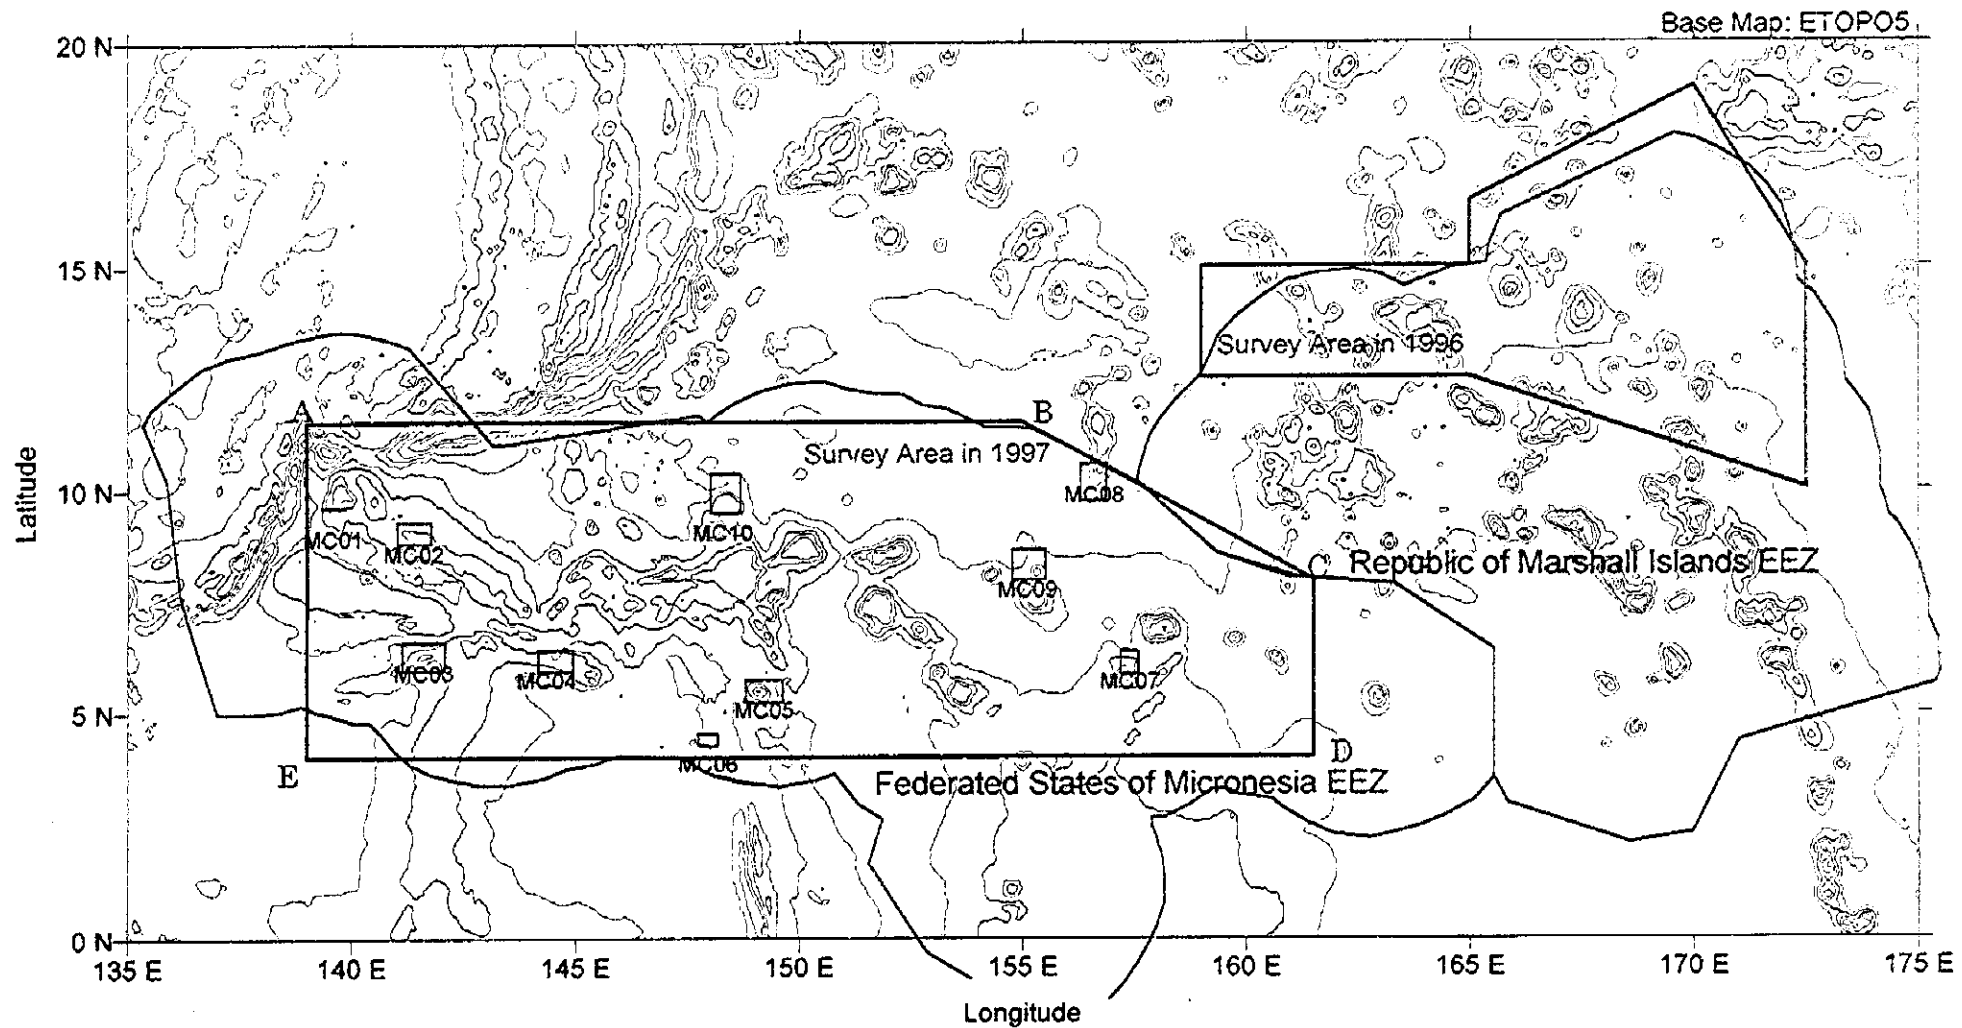 Base Map: ETOPO5
20 N
15 N
Survey Area in 1996
A
B
Survey Area in 1997
10 N
MC08
MC10
MC01
MC02
C
Republic of Marshall Islands EEZ
MC09
MC03
MC04
MC07
MC05
5 N
MC06
D
E
Federated States of Micronesia EEZ
0 N
135 E
140 E
145 E
150 E
155 E
160 E
165 E
170 E
175 E
Latitude
Longitude